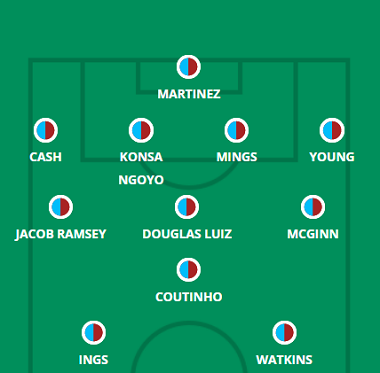 MARTINEZ
CASH KONSA MINGS YOUNG
NGOYO
JACOB RAMSEY DOUGLAS LUIZ MCGINN
COUTINHO
INGS WATKINS